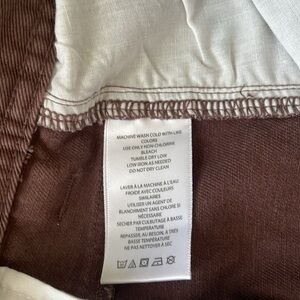 MACHINE WASH COLD WITH LIKE
COLORS
USE ONLY NON-CHLORINE
BLEACH
TUMBLE DRY LOW
LOW IRON AS NEEDED
DO NOT DRY CLEAN
LAVER À LA MACHINE À L'EAU
FROIDE AVEC COULEURS
SIMILAIRES
UTILISER UN AGENT DE
BLANCHIMENT SANS CHLORE SI
NÉCESSAIRE
SECHER PAR CULBUTAGE À BASSE
TEMPERATURE
REPASSER, AU BESOIN, À TRÈS
BASSE TEMPÉRATURE
NE PAS NETTOYER À SEC